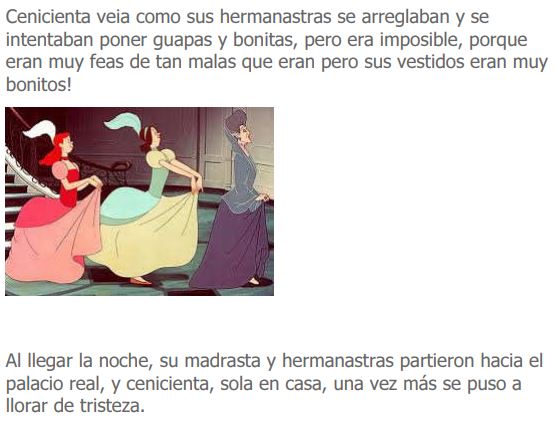 Cenicienta veia como sus hermanastras se arreglaban y se
intentaban poner guapas y bonitas, pero era imposible, porque
eran muy feas de tan malas que eran pero sus vestidos eran muy
bonitos!
Al llegar la noche, su madrasta y hermanastras partieron hacia el
palacio real, y cenicienta, sola en casa, una vez más se puso a
llorar de tristeza.